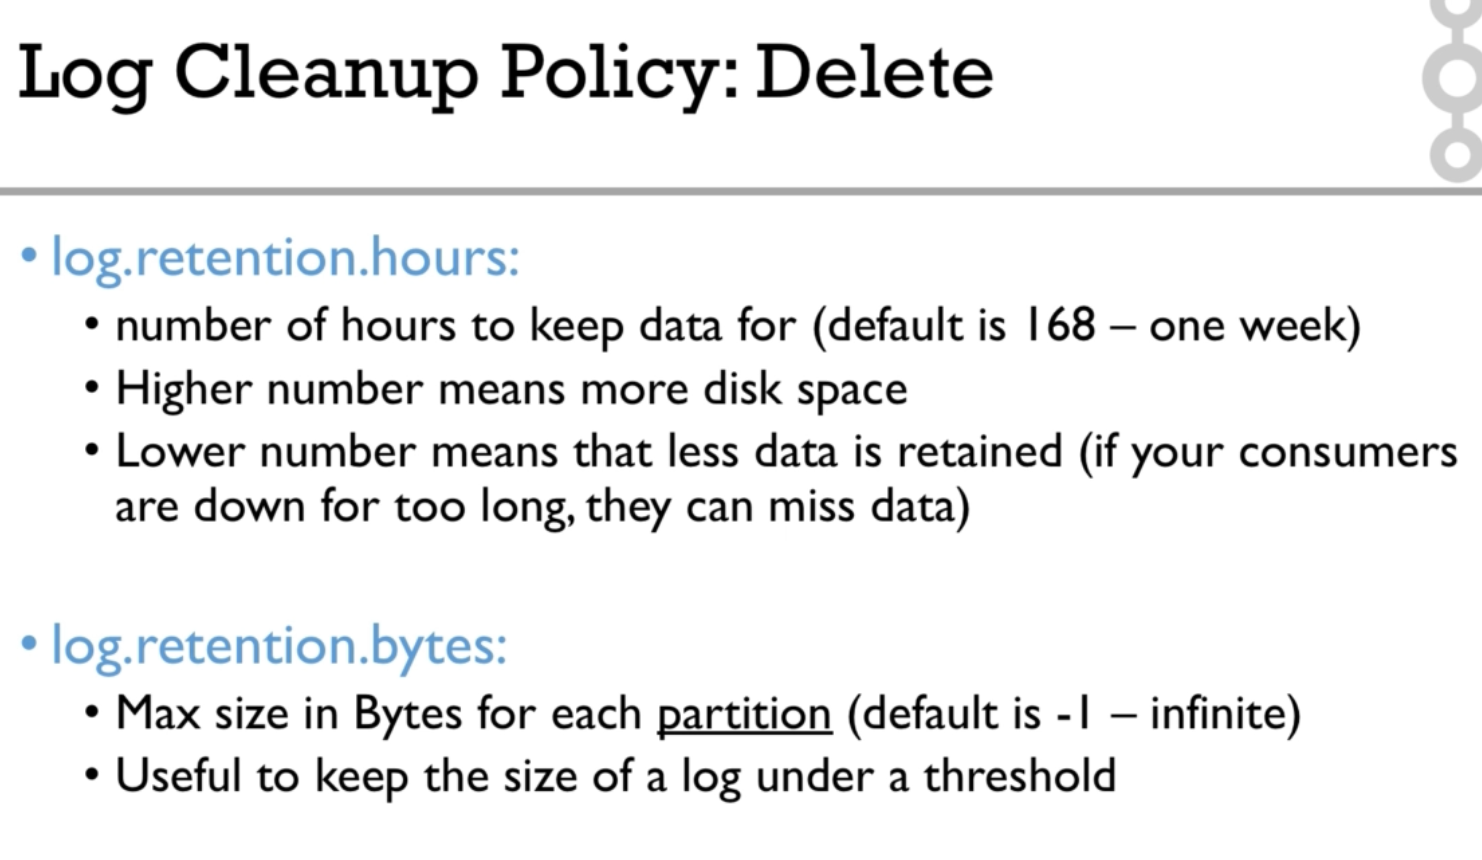 Log Cleanup Policy: Delete
• log.retention.hours:
• number of hours to keep data for (default is 168 – one week)
• Higher number means more disk space
• Lower number means that less data is retained (if your consumers
are down for too long, they can miss data)
• log.retention.bytes:
• Max size in Bytes for each partition (default is -1 – infinite)
• Useful to keep the size of a log under a threshold